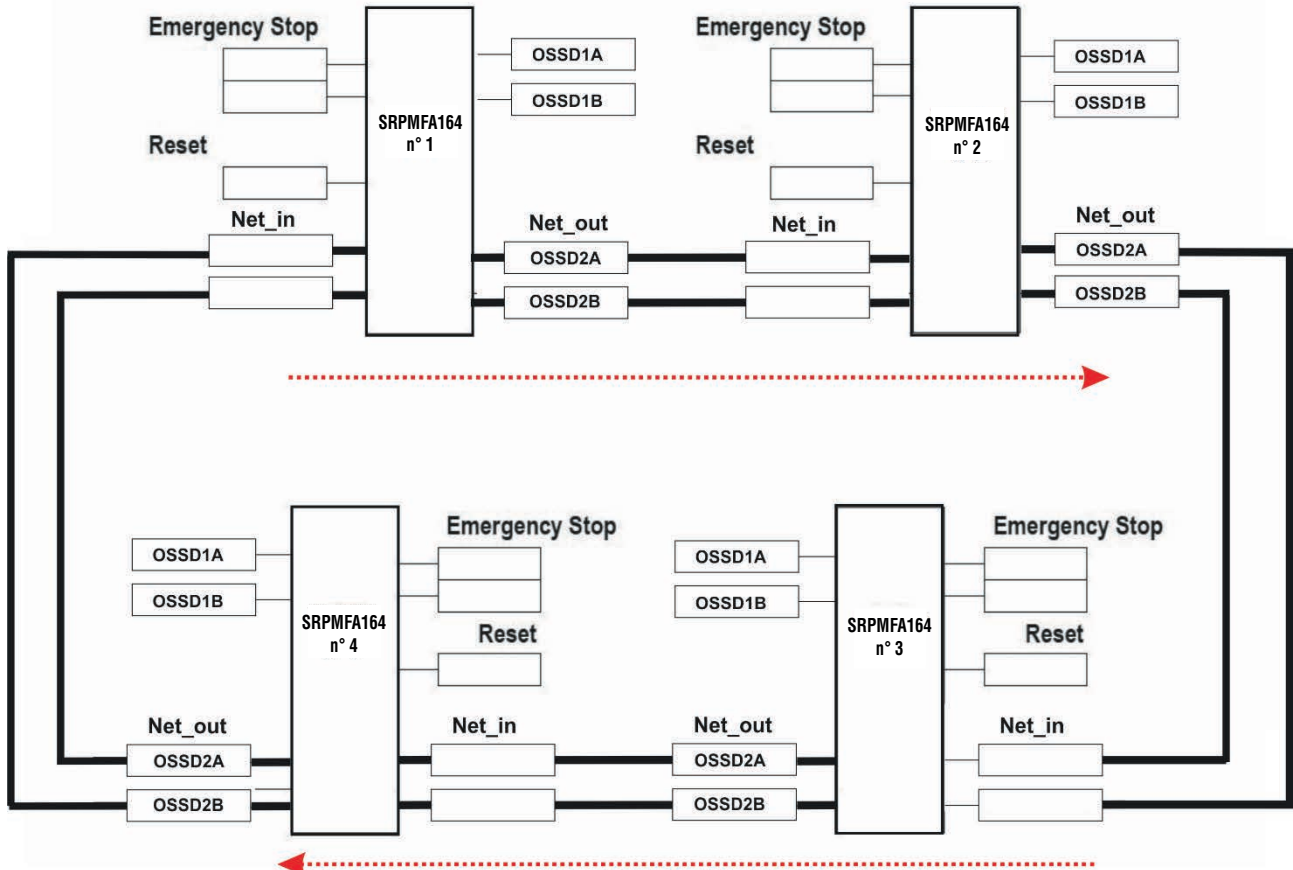 Emergency Stop
OSSD1A
OSSD1B
SRPMFA164
n° 1
Reset
Net_in
Net_out
OSSD2A
OSSD2B
Emergency Stop
OSSD1A
OSSD1B
SRPMFA164
n° 2
Reset
Net_in
Net_out
OSSD2A
OSSD2B
Emergency Stop
OSSD1A
OSSD1B
SRPMFA164
n° 4
Reset
Net_out
OSSD2A
OSSD2B
Net_in
Emergency Stop
OSSD1A
OSSD1B
SRPMFA164
n° 3
Reset
Net_out
OSSD2A
OSSD2B
Net_in